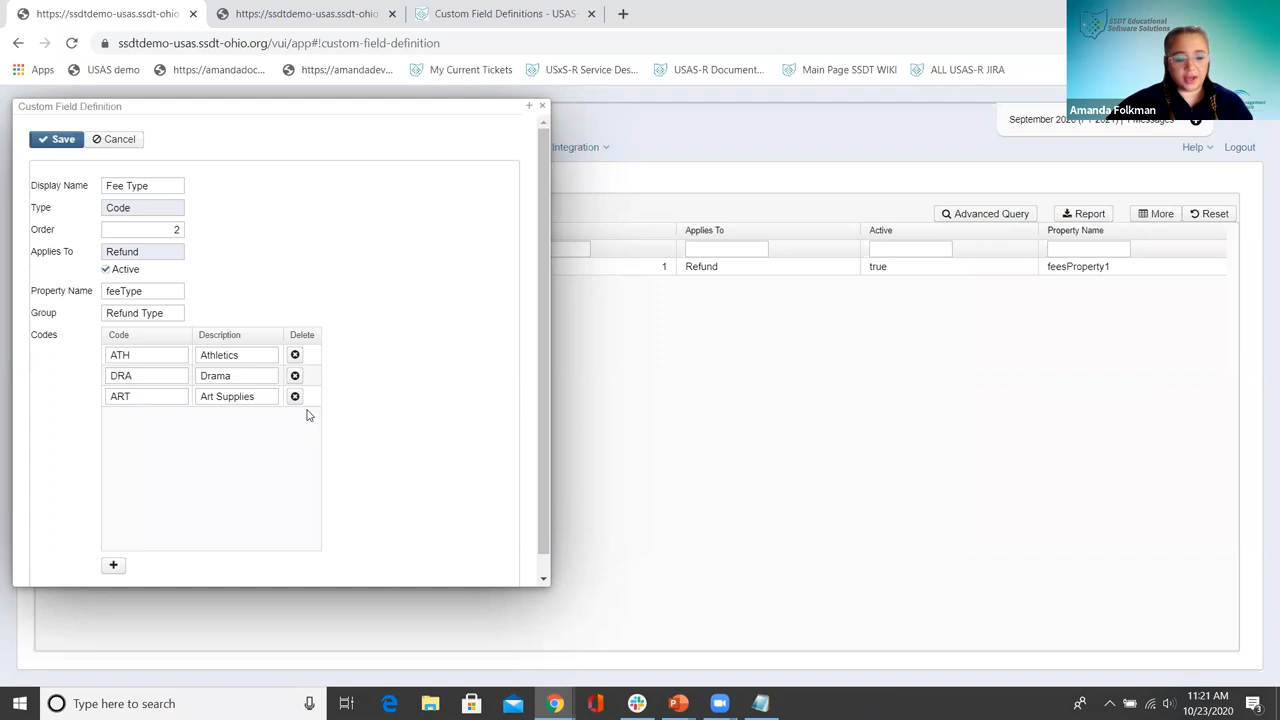 https://ssdtdemo-usas.ssdt-ohio.org
https://ssdtdemo-usas.ssdt-ohio
Custom Field Definitions - USAS-
ssdtdemo-usas.ssdt-ohio.org/vui/app#!custom-field-definition
Apps
USAS demo
https://amandadoc...
https://amandadev...
My Current Tickets
USxS-R Service Des...
USAS-R Document...
Main Page SSDT WIKI
ALL USAS-R JIRA
SSDT Educational
Software Solutions
Amanda Folkman
Custom Field Definition
Save
Cancel
Display Name Fee Type
Type Code
Order 2
Applies To Refund
Active
Property Name feeType
Group Refund Type
Codes Code Description Delete
ATH Athletics
DRA Drama
ART Art Supplies
Integration
Messages
Help
Logout
Advanced Query
Report
More
Reset
Applies To Active Property Name
1 Refund true feesProperty1
Type here to search
11:21 AM
10/23/2020